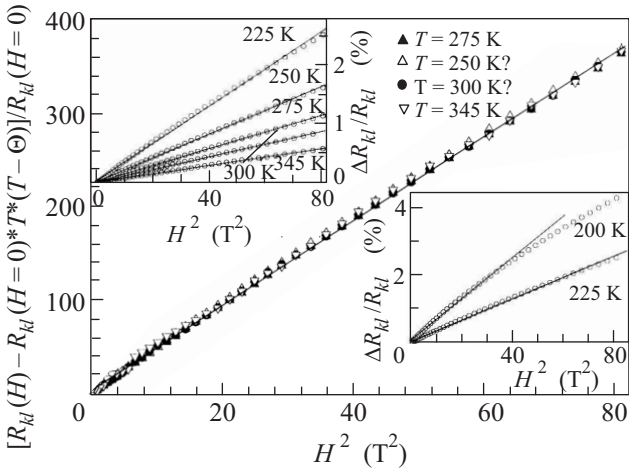 [R_kl(H) − R_kl(H=0)*T*(T − Θ)]/R_kl(H=0)
400
300
200
100
0
0
20
40
60
80
H² (T²)
225 K
250 K
275 K
300 K
345 K
2
1
0
ΔR_kl/R_kl (%)
0
40
80
H² (T²)
▲ T = 275 K
△ T = 250 K?
● T = 300 K?
▽ T = 345 K
4
2
0
ΔR_kl/R_kl (%)
200 K
225 K
0
20
40
60
80
H² (T²)